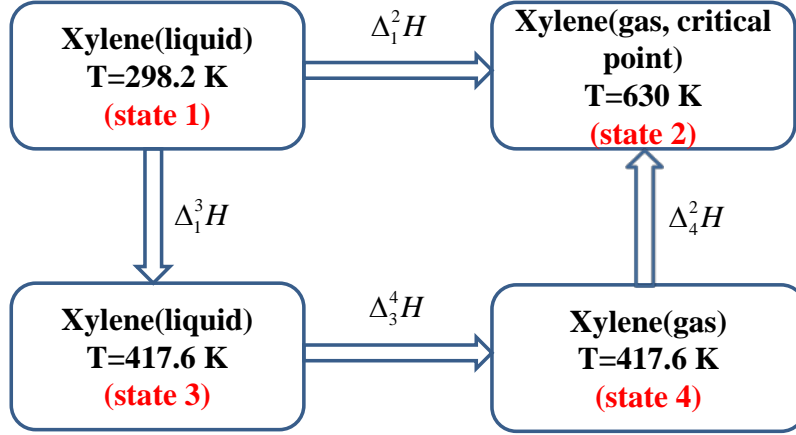 Xylene(liquid)
T=298.2 K
(state 1)
Δ₁²H
Xylene(gas, critical
point)
T=630 K
(state 2)
Δ₁³H
Δ₄²H
Xylene(liquid)
T=417.6 K
(state 3)
Δ₃⁴H
Xylene(gas)
T=417.6 K
(state 4)